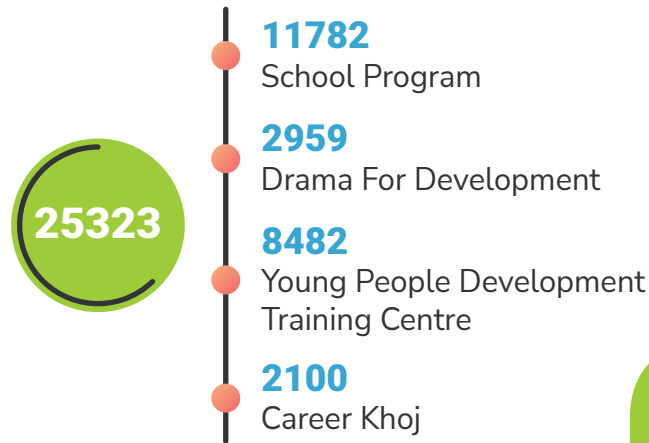 25323
11782
School Program
2959
Drama For Development
8482
Young People Development
Training Centre
2100
Career Khoj